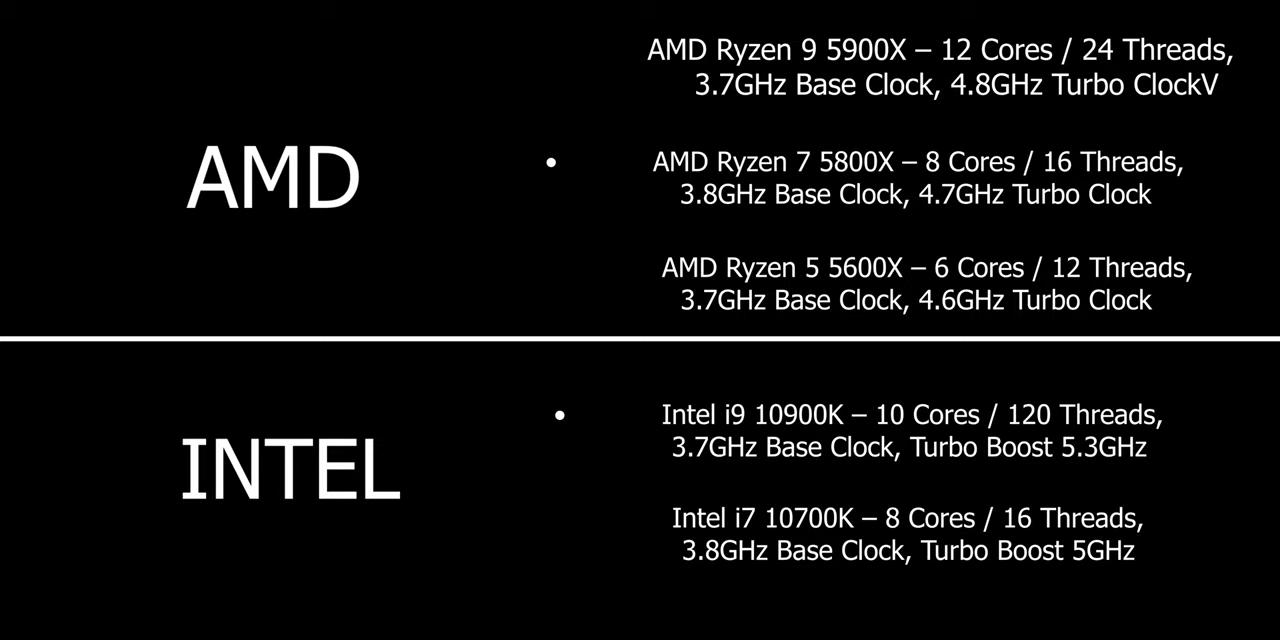 AMD
AMD Ryzen 9 5900X – 12 Cores / 24 Threads,
3.7GHz Base Clock, 4.8GHz Turbo ClockV
• AMD Ryzen 7 5800X – 8 Cores / 16 Threads,
3.8GHz Base Clock, 4.7GHz Turbo Clock
AMD Ryzen 5 5600X – 6 Cores / 12 Threads,
3.7GHz Base Clock, 4.6GHz Turbo Clock
INTEL
• Intel i9 10900K – 10 Cores / 120 Threads,
3.7GHz Base Clock, Turbo Boost 5.3GHz
Intel i7 10700K – 8 Cores / 16 Threads,
3.8GHz Base Clock, Turbo Boost 5GHz